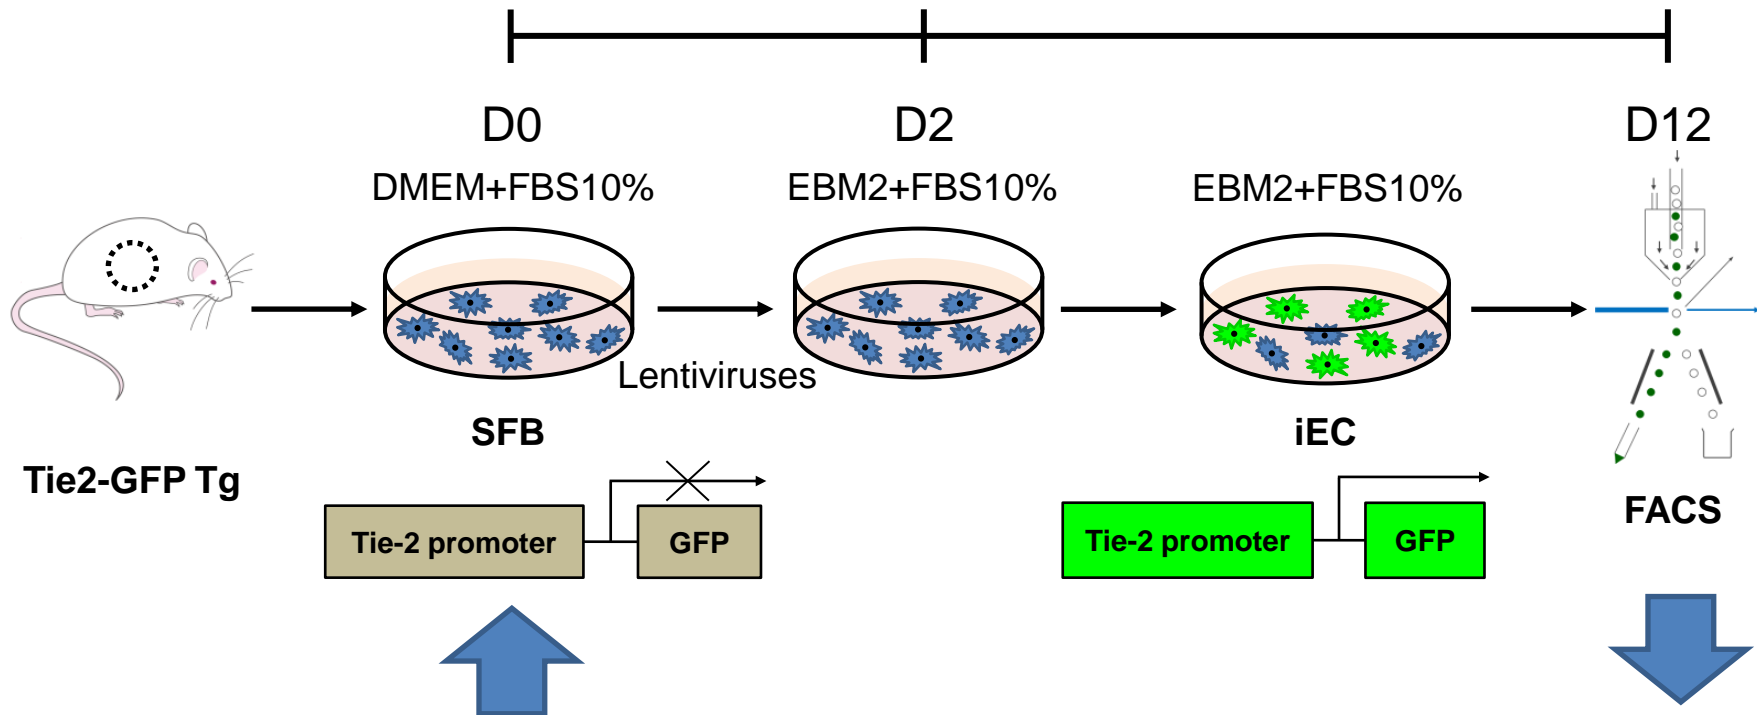 D0
D2
D12
DMEM+FBS10%
EBM2+FBS10%
EBM2+FBS10%
Lentiviruses
SFB
iEC
Tie2-GFP Tg
FACS
Tie-2 promoter
GFP
Tie-2 promoter
GFP